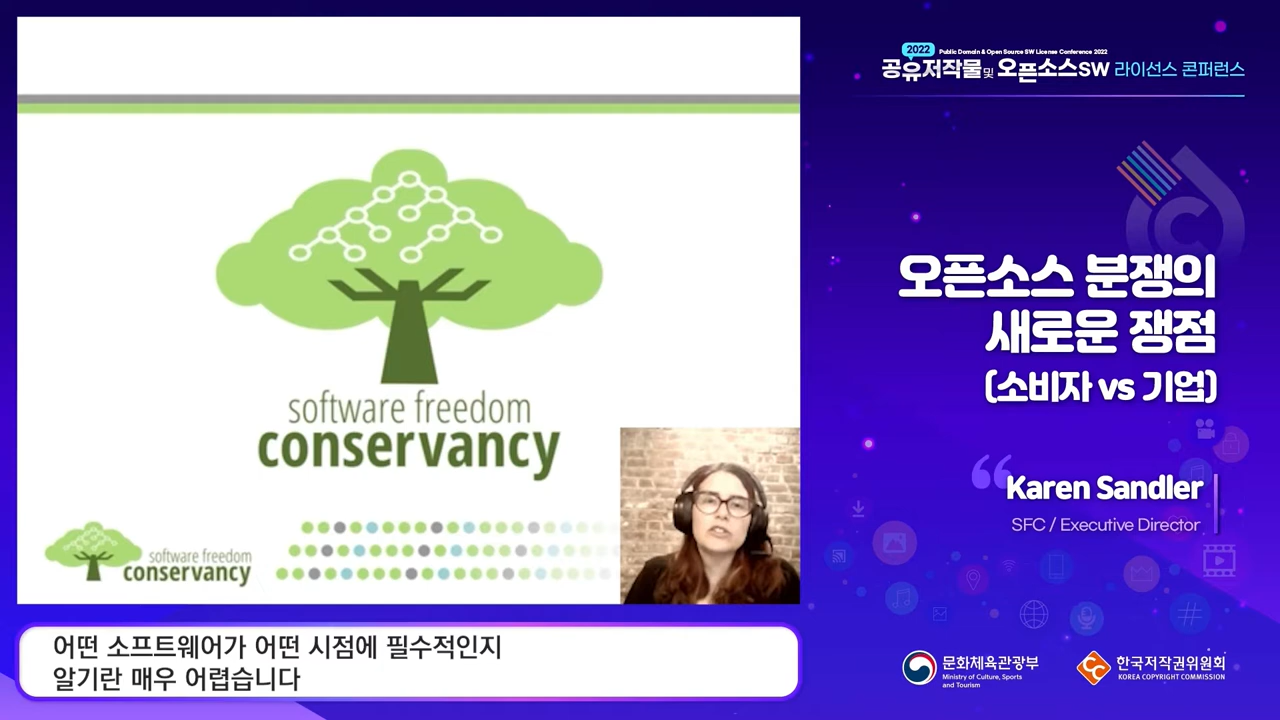 software freedom
conservancy
software freedom
conservancy
어떤 소프트웨어가 어떤 시점에 필수적인지
알기란 매우 어렵습니다
2022 Public Domain & Open Source SW License Conference 2022
공유저작물 및 오픈소스SW 라이선스 콘퍼런스
오픈소스 분쟁의
새로운 쟁점
(소비자 vs 기업)
“ Karen Sandler
SFC / Executive Director
문화체육관광부
Ministry of Culture, Sports
and Tourism
한국저작권위원회
KOREA COPYRIGHT COMMISSION